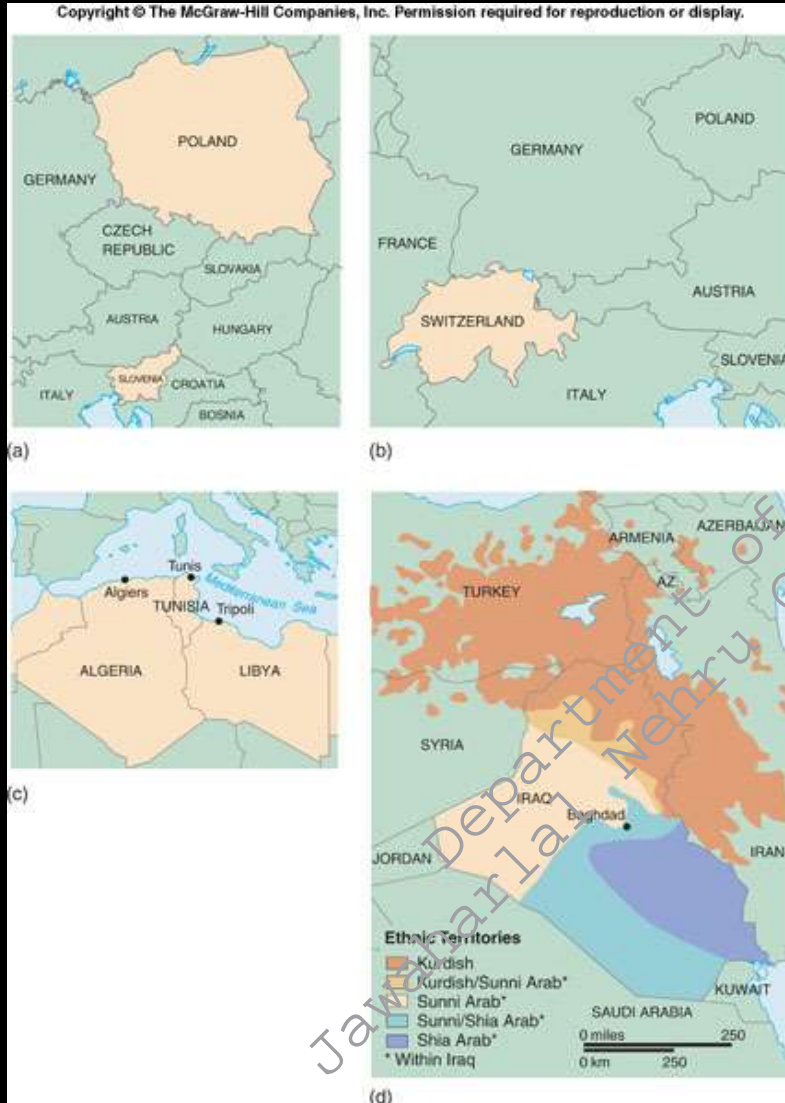 Copyright © The McGraw-Hill Companies, Inc. Permission required for reproduction or display.
POLAND
GERMANY
CZECH
REPUBLIC
SLOVAKIA
AUSTRIA
HUNGARY
SLOVENIA
CROATIA
ITALY
BOSNIA
(a)
POLAND
GERMANY
FRANCE
AUSTRIA
SWITZERLAND
SLOVENIA
ITALY
(b)
Tunis
Algiers
TUNISIA
Tripoli
Mediterranean Sea
ALGERIA
LIBYA
(c)
AZERBAIJAN
ARMENIA
AZ.
TURKEY
SYRIA
IRAQ
Baghdad
JORDAN
IRAN
KUWAIT
SAUDI ARABIA
Ethnic Territories
Kurdish
Kurdish/Sunni Arab*
Sunni Arab*
Sunni/Shia Arab*
Shia Arab*
* Within Iraq
0 miles 250
0 km 250
(d)
Department of
Jawaharlal Nehru